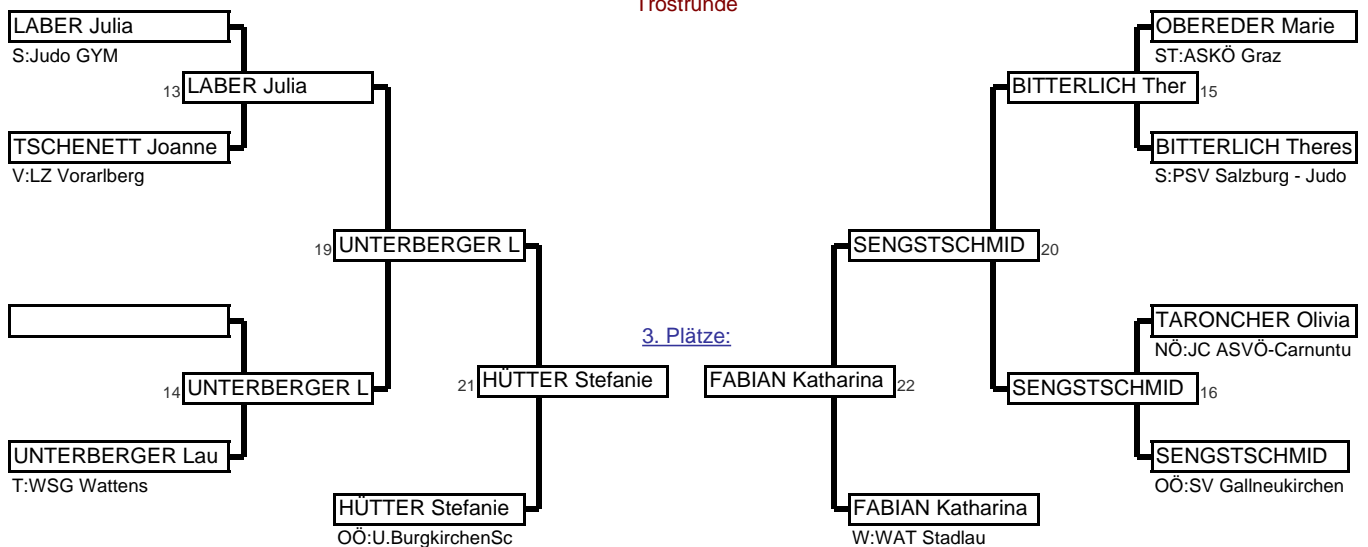 Trostrunde
LABER Julia
OBEREDER Marie
S:Judo GYM
ST:ASKÖ Graz
13 LABER Julia
BITTERLICH Ther 15
TSCHENETT Joanne
BITTERLICH Theres
V:LZ Vorarlberg
S:PSV Salzburg - Judo
19 UNTERBERGER L
SENGSTSCHMID 20
TARONCHER Olivia
3. Plätze:
NÖ:JC ASVÖ-Carnuntu
14 UNTERBERGER L
21 HÜTTER Stefanie
FABIAN Katharina 22
SENGSTSCHMID 16
UNTERBERGER Lau
SENGSTSCHMID
T:WSG Wattens
OÖ:SV Gallneukirchen
HÜTTER Stefanie
FABIAN Katharina
OÖ:U.BurgkirchenSc
W:WAT Stadlau